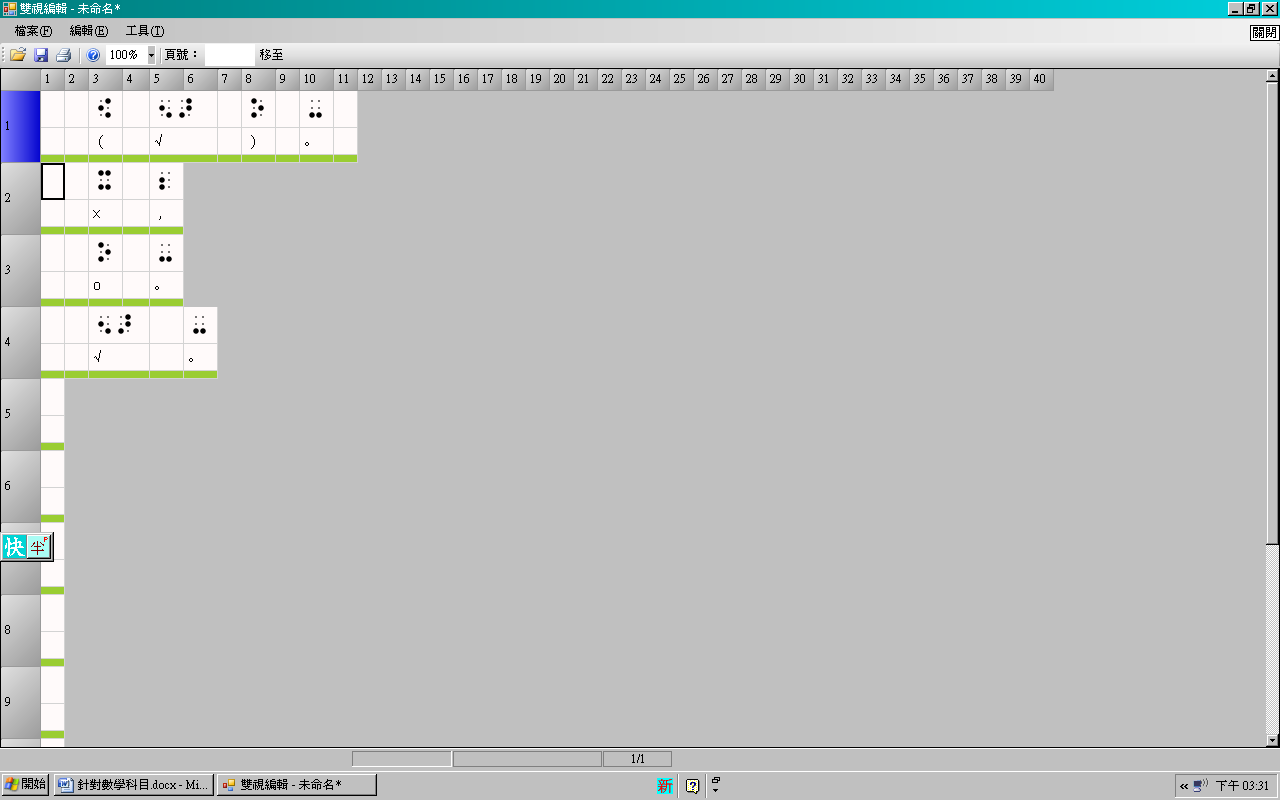 雙視編輯 - 未命名*
檔案(F) 編輯(E) 工具(T)
關閉
100% 頁號： 移至
1 2 3 4 5 6 7 8 9 10 11 12 13 14 15 16 17 18 19 20 21 22 23 24 25 26 27 28 29 30 31 32 33 34 35 36 37 38 39 40
1
⠪ ⠐⠜ ⠕ ⠤
( √ ) 。
2
⠭ ⠆
× ,
3
⠕ ⠤
○ 。
4
⠐⠜ ⠤
√ 。
5
6
快 半
8
9
1/1
開始 針對數學科目.docx - Mi... 雙視編輯 - 未命名* 新 « 下午 03:31